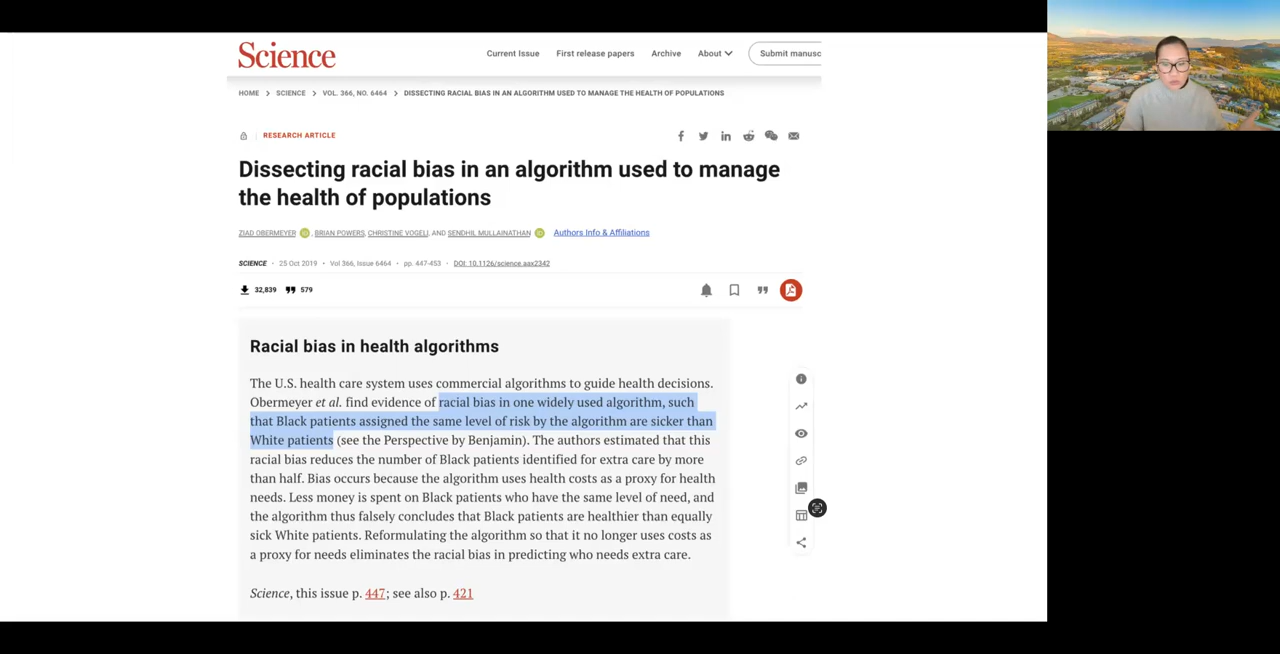 Science
Current Issue First release papers Archive About Submit manusc
HOME > SCIENCE > VOL. 366, NO. 6464 > DISSECTING RACIAL BIAS IN AN ALGORITHM USED TO MANAGE THE HEALTH OF POPULATIONS
RESEARCH ARTICLE
Dissecting racial bias in an algorithm used to manage
the health of populations
ZIAD OBERMEYER , BRIAN POWERS, CHRISTINE VOGELI, AND SENDHIL MULLAINATHAN Authors Info & Affiliations
SCIENCE • 25 Oct 2019 • Vol 366, Issue 6464 • pp. 447-453 • DOI: 10.1126/science.aax2342
32,839 579
Racial bias in health algorithms
The U.S. health care system uses commercial algorithms to guide health decisions.
Obermeyer et al. find evidence of racial bias in one widely used algorithm, such
that Black patients assigned the same level of risk by the algorithm are sicker than
White patients (see the Perspective by Benjamin). The authors estimated that this
racial bias reduces the number of Black patients identified for extra care by more
than half. Bias occurs because the algorithm uses health costs as a proxy for health
needs. Less money is spent on Black patients who have the same level of need, and
the algorithm thus falsely concludes that Black patients are healthier than equally
sick White patients. Reformulating the algorithm so that it no longer uses costs as
a proxy for needs eliminates the racial bias in predicting who needs extra care.
Science, this issue p. 447; see also p. 421